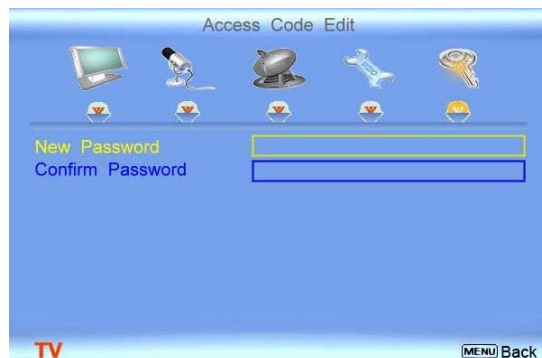 Access Code Edit
New Password
Confirm Password
TV MENU Back